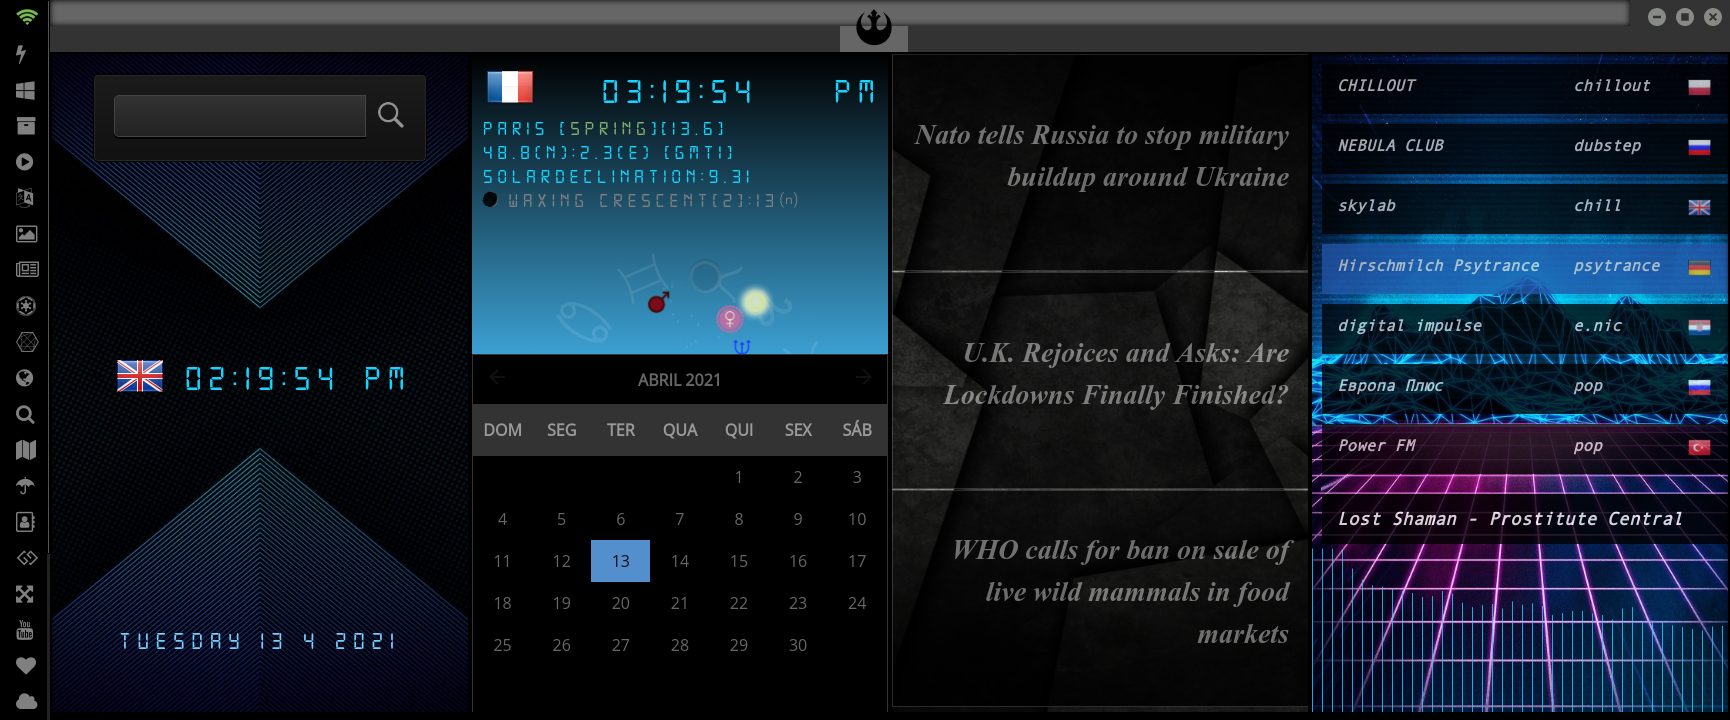 You Tube
02:19:54 PM
TUESDAY 13 4 2021
03:19:54 PM
PARIS [SPRING][13.6]
48.8(N):2.3(E) [GMT1]
SOLARDECLINATION:9.31
WAXING CRESCENT[2]:13(n)
ABRIL 2021
DOM SEG TER QUA QUI SEX SÁB
1 2 3
4 5 6 7 8 9 10
11 12 13 14 15 16 17
18 19 20 21 22 23 24
25 26 27 28 29 30
Nato tells Russia to stop military
buildup around Ukraine
U.K. Rejoices and Asks: Are
Lockdowns Finally Finished?
WHO calls for ban on sale of
live wild mammals in food
markets
CHILLOUT chillout
NEBULA CLUB dubstep
skylab chill
Hirschmilch Psytrance psytrance
digital impulse e.nic
Европа Плюс pop
Power FM pop
Lost Shaman - Prostitute Central